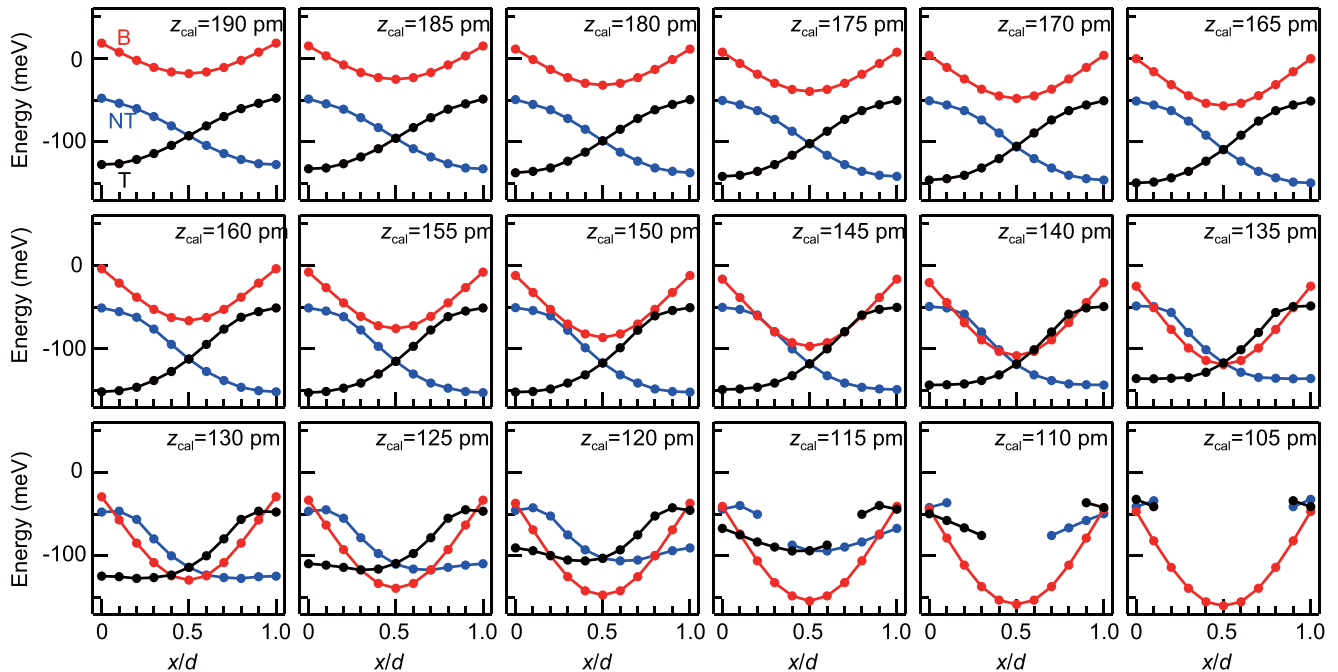 z_cal=190 pm
z_cal=185 pm
z_cal=180 pm
z_cal=175 pm
z_cal=170 pm
z_cal=165 pm
Energy (meV)
0
-100
B
NT
T
z_cal=160 pm
z_cal=155 pm
z_cal=150 pm
z_cal=145 pm
z_cal=140 pm
z_cal=135 pm
Energy (meV)
0
-100
z_cal=130 pm
z_cal=125 pm
z_cal=120 pm
z_cal=115 pm
z_cal=110 pm
z_cal=105 pm
Energy (meV)
0
-100
0 0.5 1.0
0 0.5 1.0
0 0.5 1.0
0 0.5 1.0
0 0.5 1.0
0 0.5 1.0
x/d
x/d
x/d
x/d
x/d
x/d